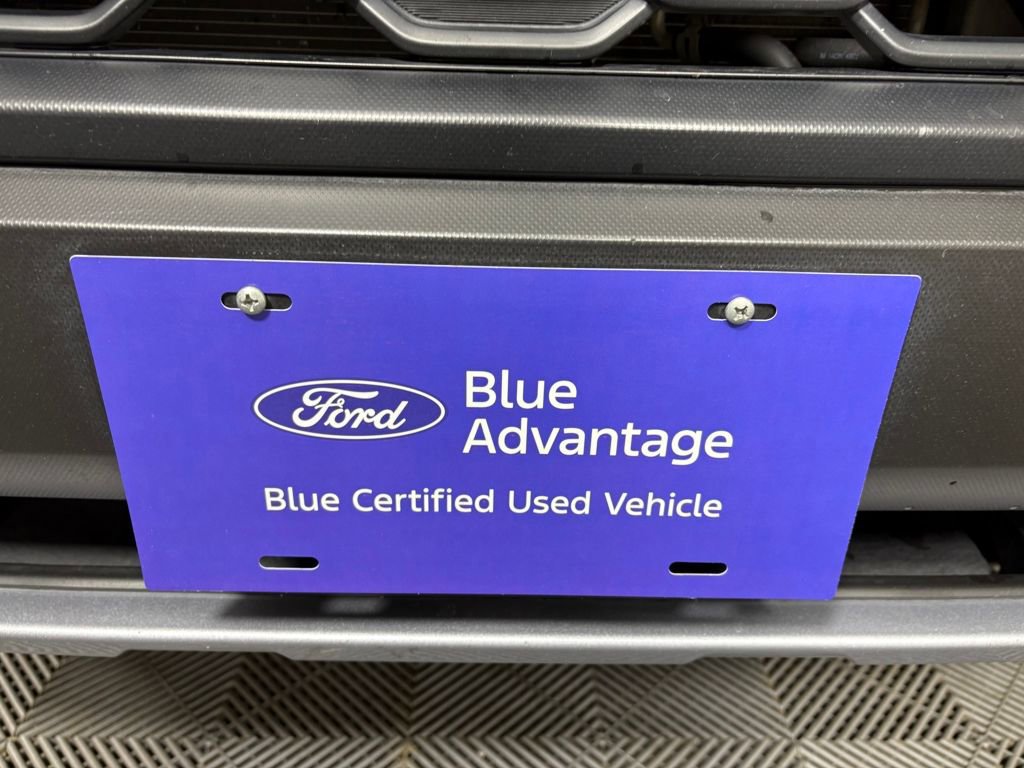 Ford
Blue
Advantage
Blue Certified Used Vehicle